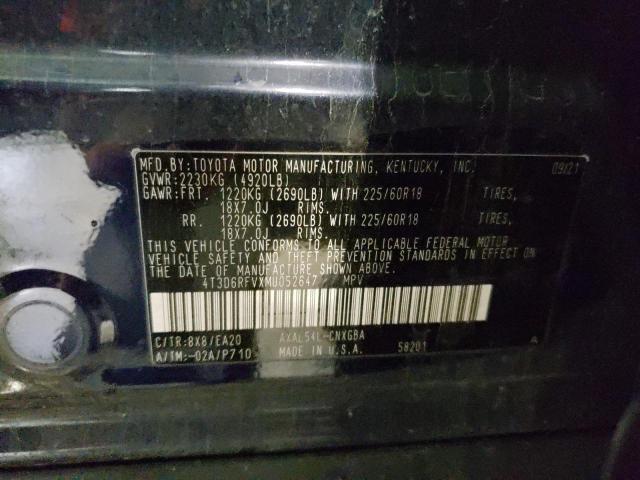 MFD.BY:TOYOTA MOTOR MANUFACTURING, KENTUCKY, INC. 09/21
GVWR:2230KG (4920LB)
GAWR:FRT. 1220KG (2690LB) WITH 225/60R18 TIRES,
18X7.0J RIMS.
RR. 1220KG (2690LB) WITH 225/60R18 TIRES,
18X7.0J RIMS.
THIS VEHICLE CONFORMS TO ALL APPLICABLE FEDERAL MOTOR
VEHICLE SAFETY AND THEFT PREVENTION STANDARDS IN EFFECT ON
THE DATE OF MANUFACTURE SHOWN ABOVE.
4T3D6RFVXMU052647 MPV
C/TR:8X8/EA20 AXAL54L-CNXGBA A
A/TM:-02A/P710 MADE IN U.S.A. 58201